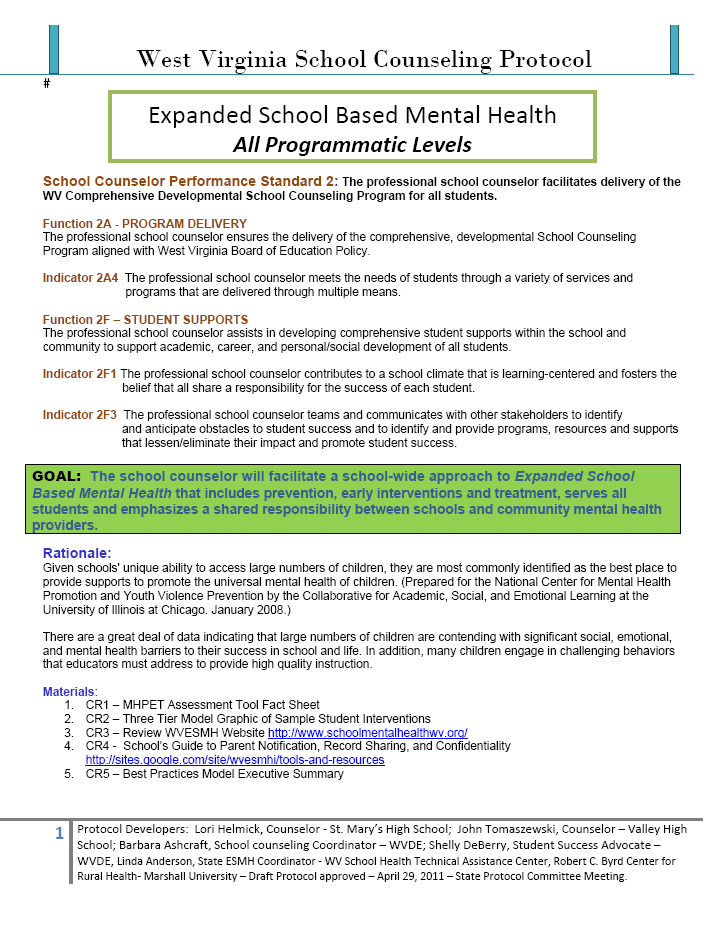 West Virginia School Counseling Protocol
#
Expanded School Based Mental Health
All Programmatic Levels
School Counselor Performance Standard 2: The professional school counselor facilitates delivery of the
WV Comprehensive Developmental School Counseling Program for all students.
Function 2A - PROGRAM DELIVERY
The professional school counselor ensures the delivery of the comprehensive, developmental School Counseling
Program aligned with West Virginia Board of Education Policy.
Indicator 2A4 The professional school counselor meets the needs of students through a variety of services and
programs that are delivered through multiple means.
Function 2F – STUDENT SUPPORTS
The professional school counselor assists in developing comprehensive student supports within the school and
community to support academic, career, and personal/social development of all students.
Indicator 2F1 The professional school counselor contributes to a school climate that is learning-centered and fosters the
belief that all share a responsibility for the success of each student.
Indicator 2F3 The professional school counselor teams and communicates with other stakeholders to identify
and anticipate obstacles to student success and to identify and provide programs, resources and supports
that lessen/eliminate their impact and promote student success.
GOAL: The school counselor will facilitate a school-wide approach to Expanded School
Based Mental Health that includes prevention, early interventions and treatment, serves all
students and emphasizes a shared responsibility between schools and community mental health
providers.
Rationale:
Given schools' unique ability to access large numbers of children, they are most commonly identified as the best place to
provide supports to promote the universal mental health of children. (Prepared for the National Center for Mental Health
Promotion and Youth Violence Prevention by the Collaborative for Academic, Social, and Emotional Learning at the
University of Illinois at Chicago. January 2008.)
There are a great deal of data indicating that large numbers of children are contending with significant social, emotional,
and mental health barriers to their success in school and life. In addition, many children engage in challenging behaviors
that educators must address to provide high quality instruction.
Materials:
1. CR1 – MHPET Assessment Tool Fact Sheet
2. CR2 – Three Tier Model Graphic of Sample Student Interventions
3. CR3 – Review WVESMH Website http://www.schoolmentalhealthwv.org/
4. CR4 - School's Guide to Parent Notification, Record Sharing, and Confidentiality
http://sites.google.com/site/wvesmhi/tools-and-resources
5. CR5 – Best Practices Model Executive Summary
1 Protocol Developers: Lori Helmick, Counselor - St. Mary's High School; John Tomaszewski, Counselor – Valley High
School; Barbara Ashcraft, School counseling Coordinator – WVDE; Shelly DeBerry, Student Success Advocate –
WVDE, Linda Anderson, State ESMH Coordinator - WV School Health Technical Assistance Center, Robert C. Byrd Center for
Rural Health- Marshall University – Draft Protocol approved – April 29, 2011 – State Protocol Committee Meeting.